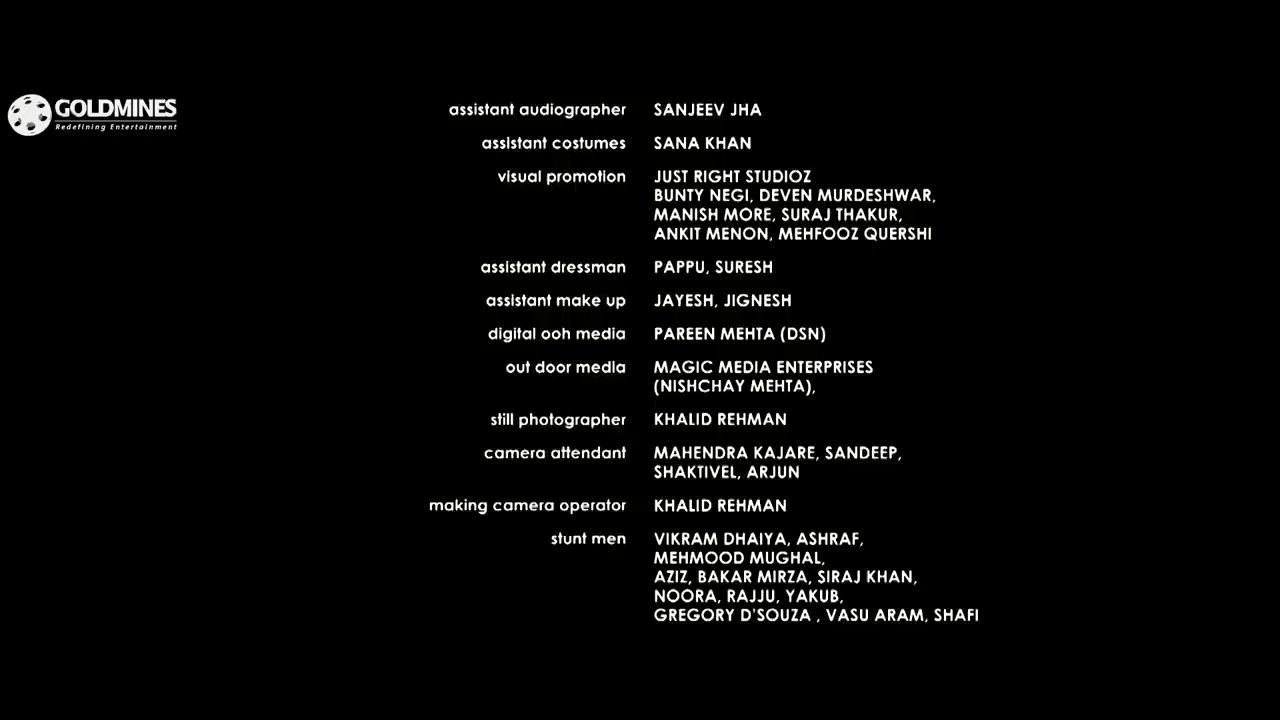 GOLDMINES
Redefining Entertainment
assistant audiographer SANJEEV JHA
assistant costumes SANA KHAN
visual promotion JUST RIGHT STUDIOZ
BUNTY NEGI, DEVEN MURDESHWAR,
MANISH MORE, SURAJ THAKUR,
ANKIT MENON, MEHFOOZ QUERSHI
assistant dressman PAPPU, SURESH
assistant make up JAYESH, JIGNESH
digital ooh media PAREEN MEHTA (DSN)
out door media MAGIC MEDIA ENTERPRISES
(NISHCHAY MEHTA),
still photographer KHALID REHMAN
camera attendant MAHENDRA KAJARE, SANDEEP,
SHAKTIVEL, ARJUN
making camera operator KHALID REHMAN
stunt men VIKRAM DHAIYA, ASHRAF,
MEHMOOD MUGHAL,
AZIZ, BAKAR MIRZA, SIRAJ KHAN,
NOORA, RAJJU, YAKUB,
GREGORY D'SOUZA , VASU ARAM, SHAFI